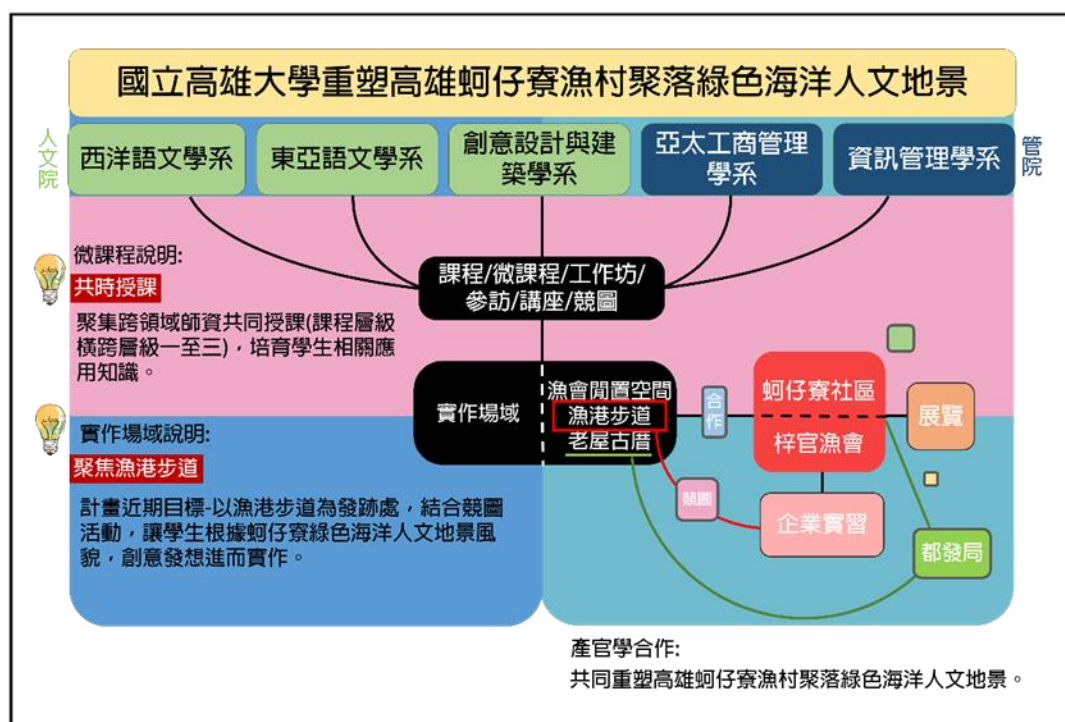 國立高雄大學重塑高雄蚵仔寮漁村聚落綠色海洋人文地景
人文院
西洋語文學系
東亞語文學系
創意設計與建
築學系
亞太工商管理
學系
資訊管理學系
管院
微課程說明:
共時授課
聚集跨領域師資共同授課(課程層級
橫跨層級一至三)，培育學生相關應
用知識。
課程/微課程/工作坊/
參訪/講座/競圖
實作場域
漁會閒置空間
漁港步道
老屋古厝
合作
蚵仔寮社區
梓官漁會
展覽
競圖
企業實習
都發局
實作場域說明:
聚焦漁港步道
計畫近期目標-以漁港步道為發跡處，結合競圖
活動，讓學生根據蚵仔寮綠色海洋人文地景風
貌，創意發想進而實作。
產官學合作:
共同重塑高雄蚵仔寮漁村聚落綠色海洋人文地景。